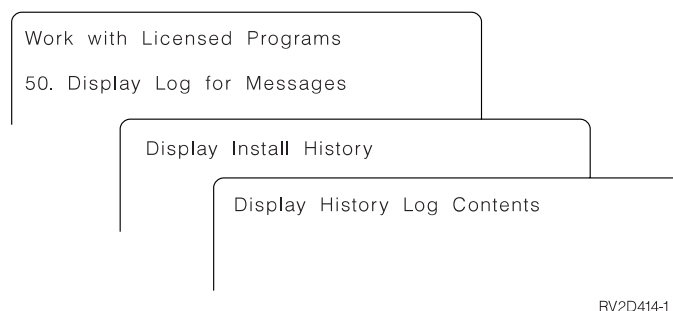 Work with Licensed Programs
50. Display Log for Messages
Display Install History
Display History Log Contents
RV2D414-1